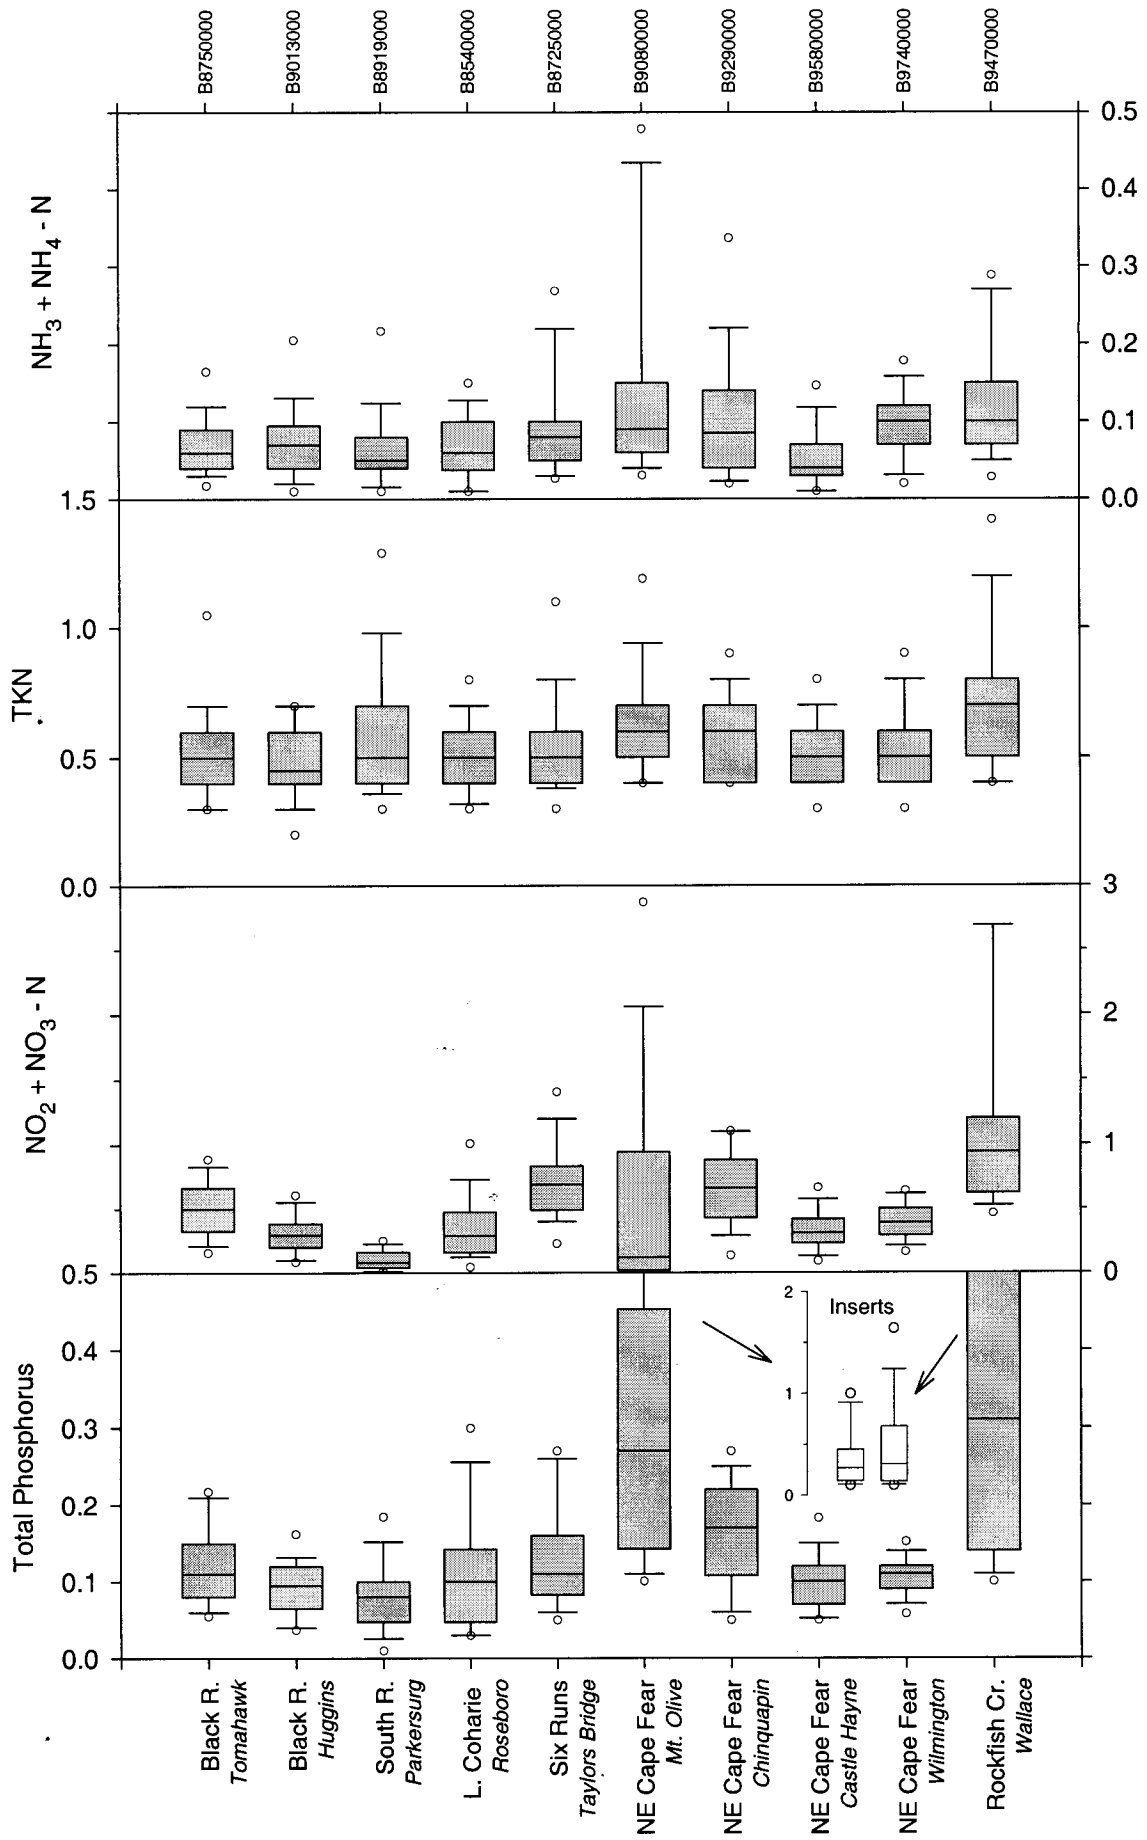 B8750000
B9013000
B8919000
B8540000
B8725000
B9080000
B9290000
B9580000
B9740000
B9470000
NH3 + NH4 - N
0.5
0.4
0.3
0.2
0.1
0.0
TKN
1.5
1.0
0.5
0.0
NO2 + NO3 - N
3
2
1
0
Total Phosphorus
0.5
0.4
0.3
0.2
0.1
0.0
Inserts
2
1
0
Black R.
Tomahawk
Black R.
Huggins
South R.
Parkersurg
L. Coharie
Roseboro
Six Runs
Taylors Bridge
NE Cape Fear
Mt. Olive
NE Cape Fear
Chinquapin
NE Cape Fear
Castle Hayne
NE Cape Fear
Wilmington
Rockfish Cr.
Wallace